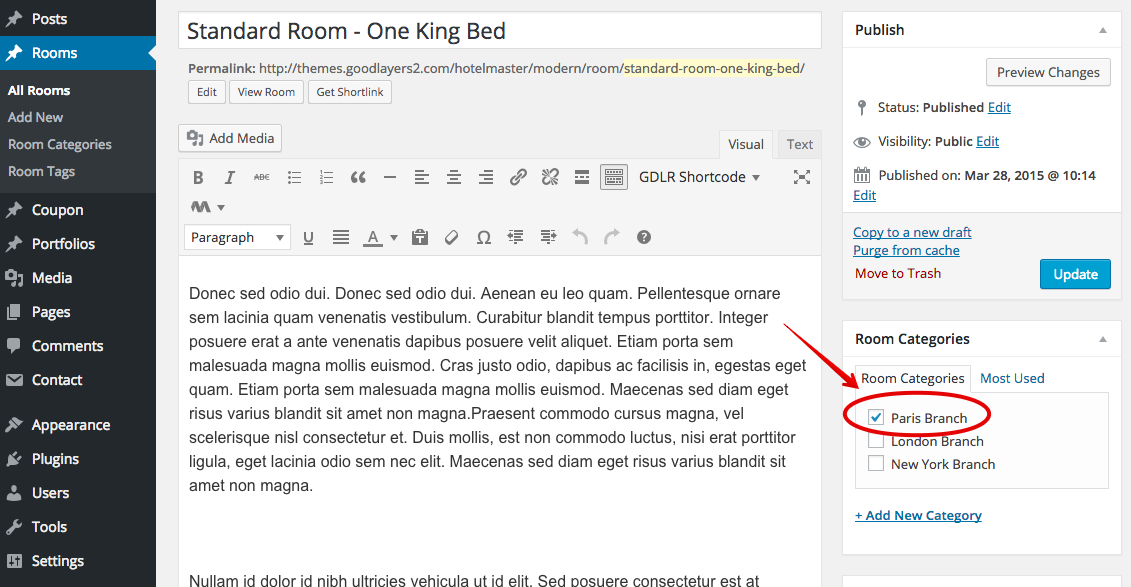 Posts
Rooms
All Rooms
Add New
Room Categories
Room Tags
Coupon
Portfolios
Media
Pages
Comments
Contact
Appearance
Plugins
Users
Tools
Settings
Standard Room - One King Bed
Permalink: http://themes.goodlayers2.com/hotelmaster/modern/room/standard-room-one-king-bed/
Edit View Room Get Shortlink
Add Media
Visual Text
B I ABC GDLR Shortcode
Paragraph U A Ω
Donec sed odio dui. Donec sed odio dui. Aenean eu leo quam. Pellentesque ornare
sem lacinia quam venenatis vestibulum. Curabitur blandit tempus porttitor. Integer
posuere erat a ante venenatis dapibus posuere velit aliquet. Etiam porta sem
malesuada magna mollis euismod. Cras justo odio, dapibus ac facilisis in, egestas eget
quam. Etiam porta sem malesuada magna mollis euismod. Maecenas sed diam eget
risus varius blandit sit amet non magna.Praesent commodo cursus magna, vel
scelerisque nisl consectetur et. Duis mollis, est non commodo luctus, nisi erat porttitor
ligula, eget lacinia odio sem nec elit. Maecenas sed diam eget risus varius blandit sit
amet non magna.
Nullam id dolor id nibh ultricies vehicula ut id elit. Sed posuere consectetur est at
Publish
Preview Changes
Status: Published Edit
Visibility: Public Edit
Published on: Mar 28, 2015 @ 10:14
Edit
Copy to a new draft
Purge from cache
Move to Trash
Update
Room Categories
Room Categories Most Used
Paris Branch
London Branch
New York Branch
+ Add New Category